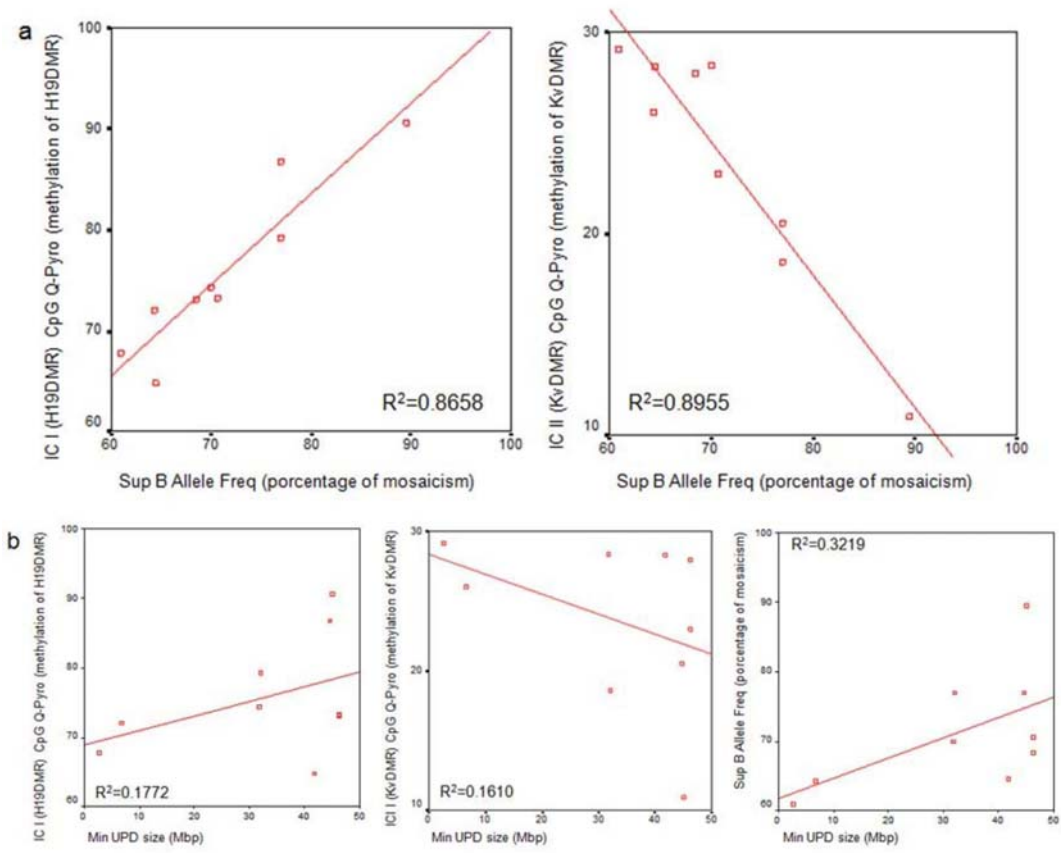 a
IC I (H19DMR) CpG Q-Pyro (methylation of H19DMR)
100
90
80
70
60
60 70 80 90 100
R²=0.8658
Sup B Allele Freq (porcentage of mosaicism)
IC II (KvDMR) CpG Q-Pyro (methylation of KvDMR)
30
20
10
60 70 80 90 100
R²=0.8955
Sup B Allele Freq (porcentage of mosaicism)
b
IC I (H19DMR) CpG Q-Pyro (methylation of H19DMR)
100
90
80
70
60
R²=0.1772
0 10 20 30 40 50
Min UPD size (Mbp)
ICI I (KvDMR) CpG Q-Pyro (methylation of KvDMR)
30
20
10
R²=0.1610
0 10 20 30 40 50
Min UPD size (Mbp)
Sup B Allele Freq (porcentage of mosaicism)
100
90
80
70
60
R²=0.3219
0 10 20 30 40 50
Min UPD size (Mbp)